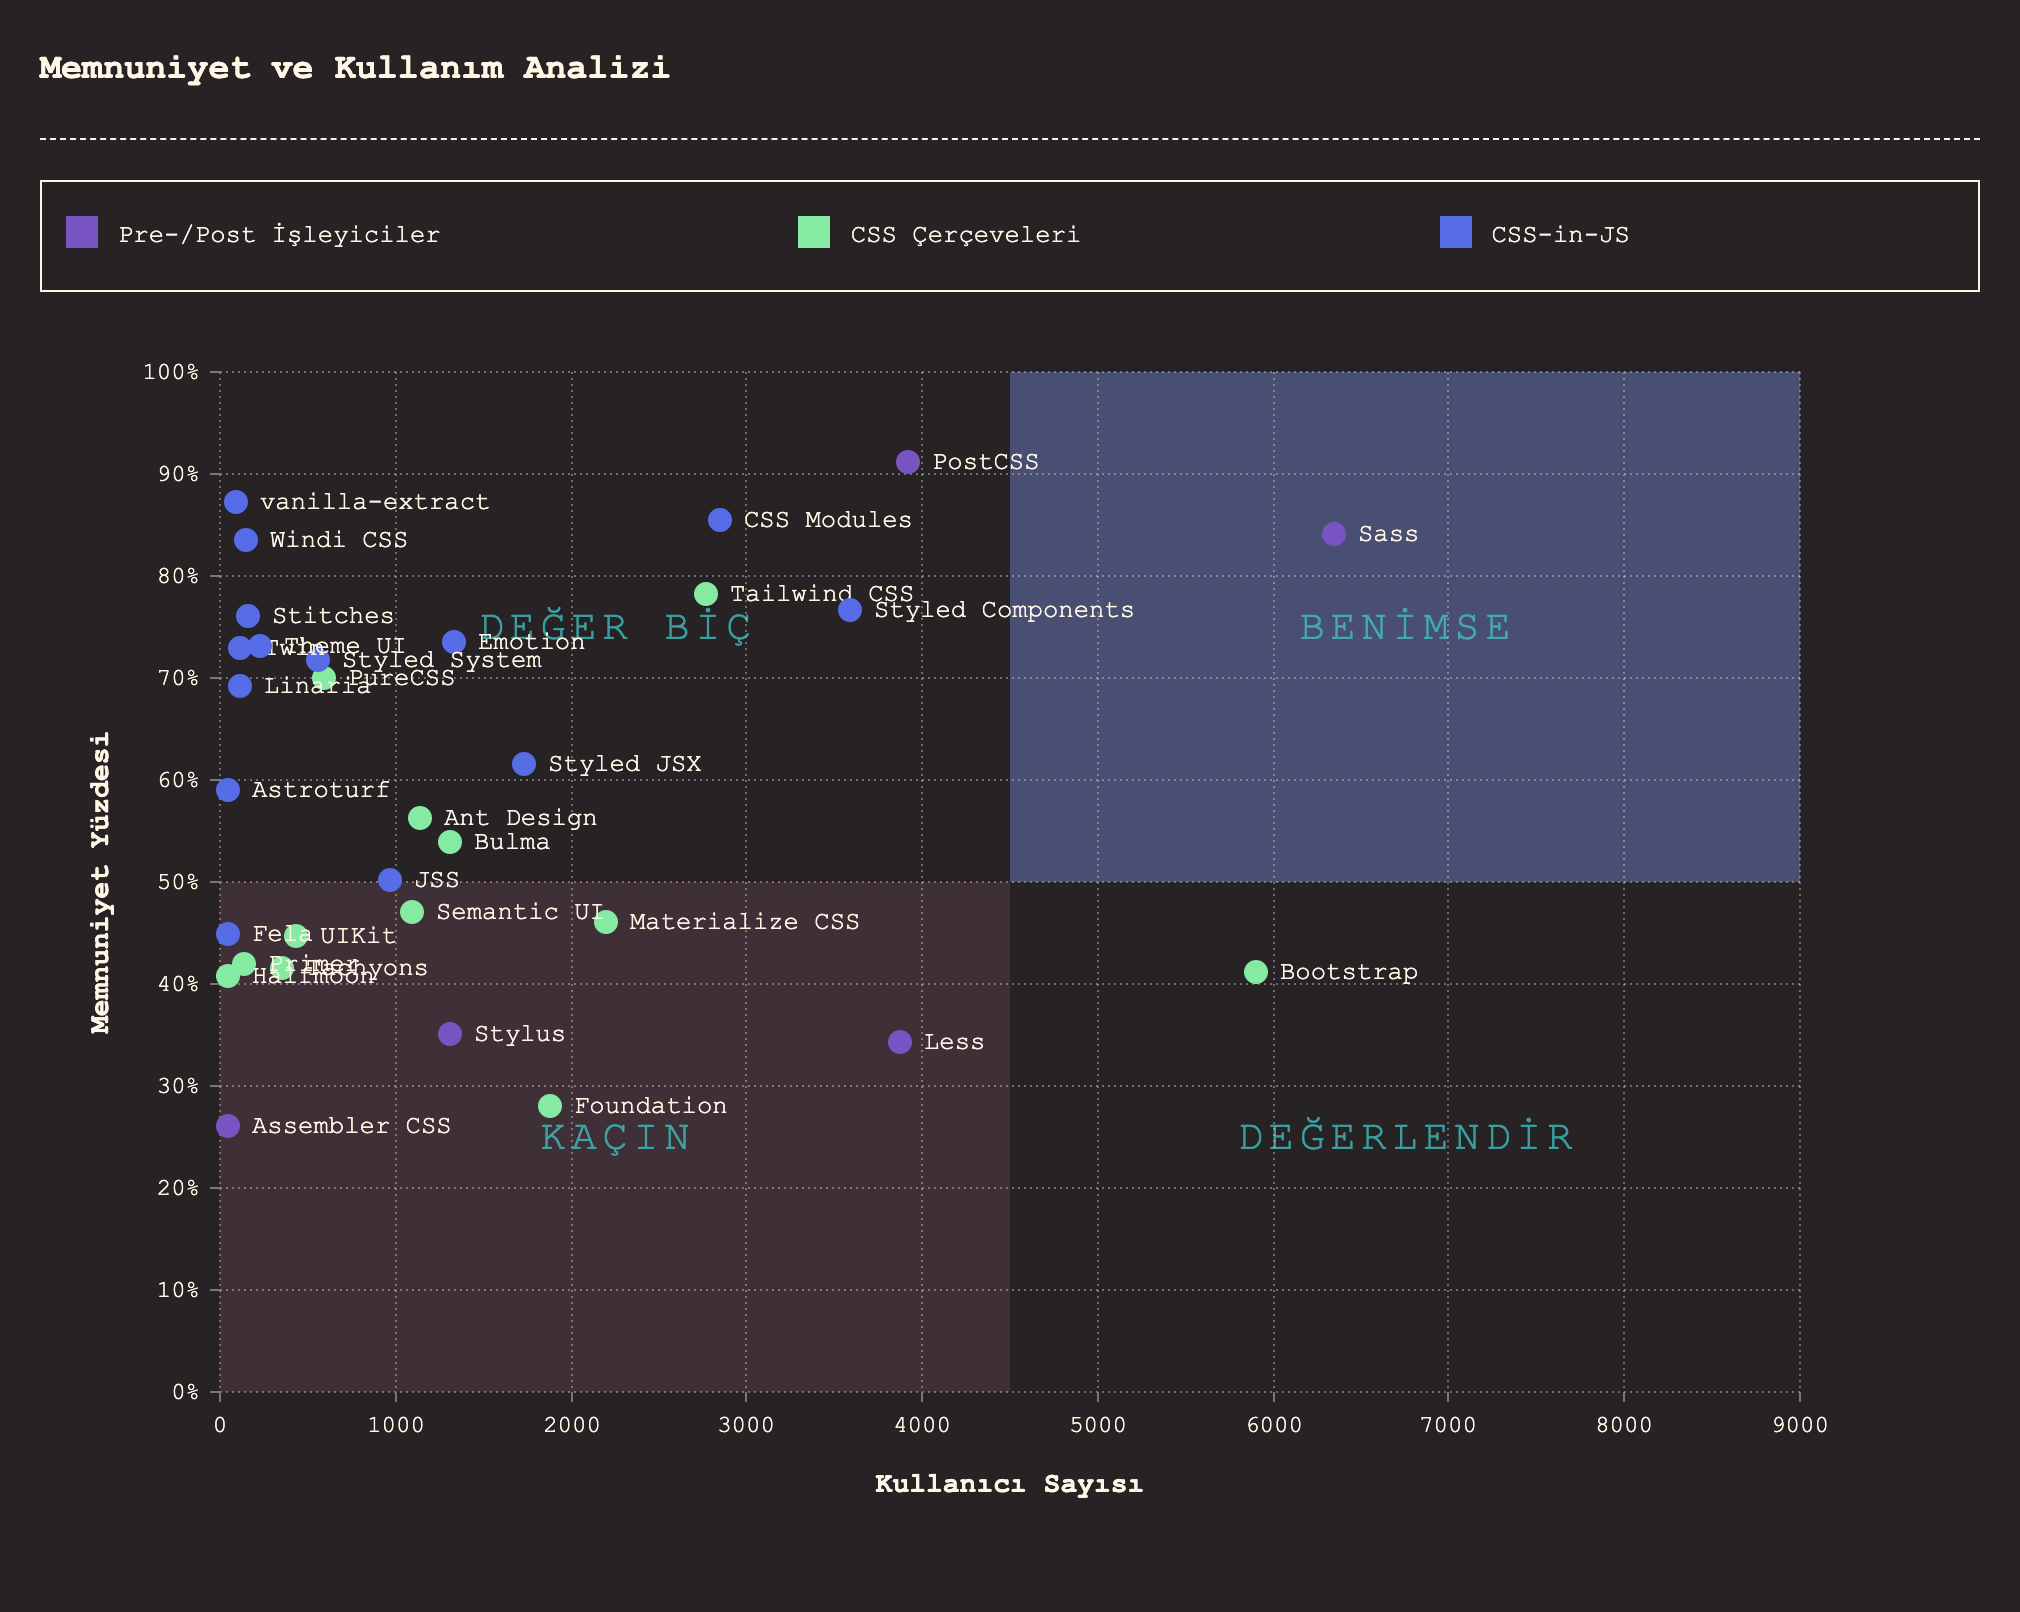 Memnuniyet ve Kullanım Analizi
Pre-/Post İşleyiciler
CSS Çerçeveleri
CSS-in-JS
100%
90%
80%
70%
60%
50%
40%
30%
20%
10%
0%
Memnuniyet Yüzdesi
PostCSS
vanilla-extract
CSS Modules
Sass
Windi CSS
Tailwind CSS
Styled Components
Stitches
DEĞER BİÇ
BENİMSE
Emotion
Twin
Theme UI
Styled System
PureCSS
Linaria
Styled JSX
Astroturf
Ant Design
Bulma
JSS
Semantic UI
Materialize CSS
Fela
UIKit
Primer
Tachyons
Halfmoon
Bootstrap
Stylus
Less
Foundation
Assembler CSS
KAÇIN
DEĞERLENDİR
0 1000 2000 3000 4000 5000 6000 7000 8000 9000
Kullanıcı Sayısı